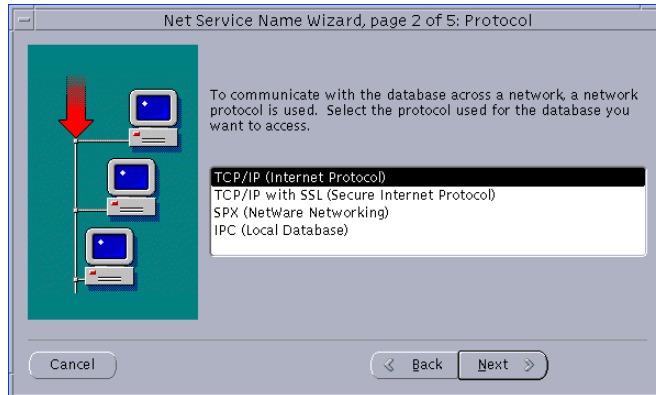 Net Service Name Wizard, page 2 of 5: Protocol
To communicate with the database across a network, a network
protocol is used. Select the protocol used for the database you
want to access.
TCP/IP (Internet Protocol)
TCP/IP with SSL (Secure Internet Protocol)
SPX (NetWare Networking)
IPC (Local Database)
Cancel
Back
Next